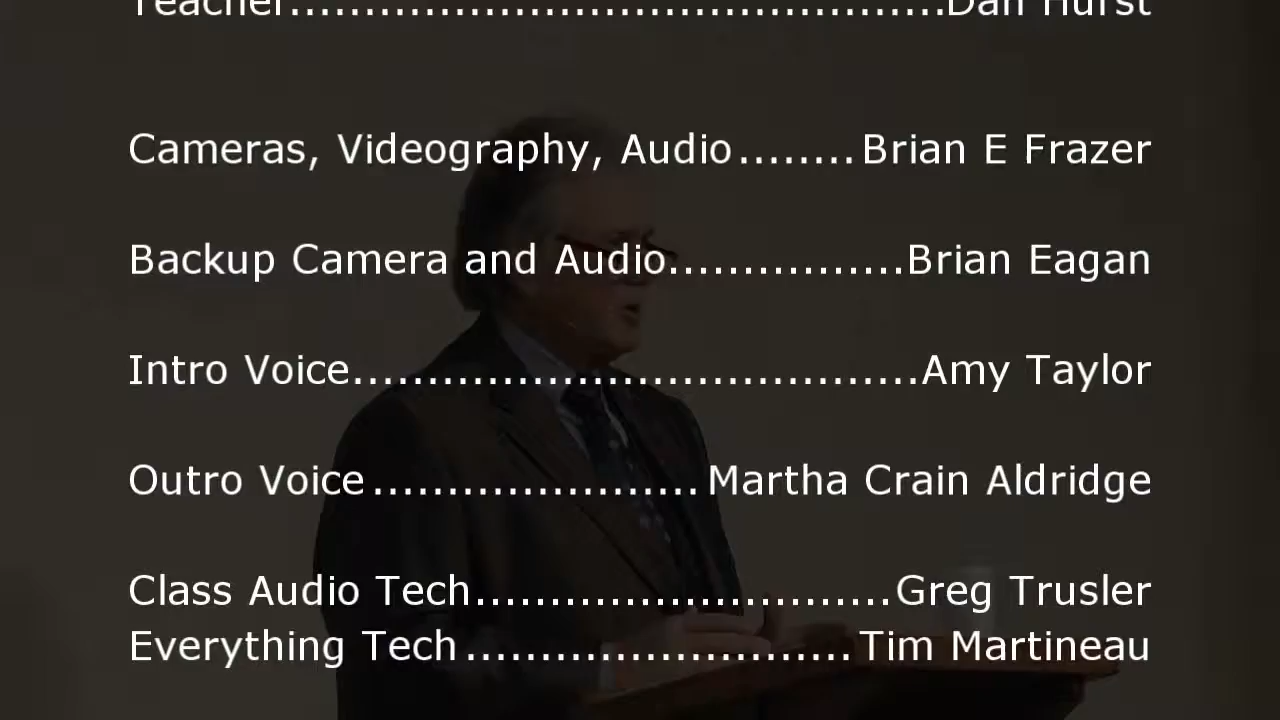 Teacher...........................................Dan Hurst
Cameras, Videography, Audio........Brian E Frazer
Backup Camera and Audio................Brian Eagan
Intro Voice......................................Amy Taylor
Outro Voice......................Martha Crain Aldridge
Class Audio Tech............................Greg Trusler
Everything Tech..........................Tim Martineau